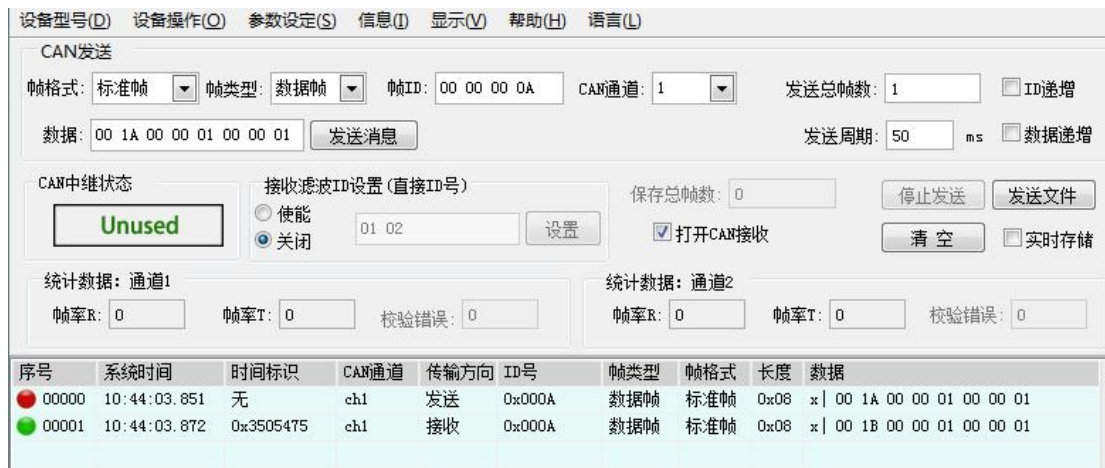 设备型号(D) 设备操作(O) 参数设定(S) 信息(I) 显示(V) 帮助(H) 语言(L)
CAN发送
帧格式: 标准帧 帧类型: 数据帧 帧ID: 00 00 00 0A CAN通道: 1 发送总帧数: 1 ID递增
数据: 00 1A 00 00 01 00 00 01 发送消息 发送周期: 50 ms 数据递增
CAN中继状态 接收滤波ID设置(直接ID号) 保存总帧数: 0 停止发送 发送文件
Unused 使能 01 02 设置 打开CAN接收 清 空 实时存储
关闭
统计数据: 通道1 统计数据: 通道2
帧率R: 0 帧率T: 0 校验错误: 0 帧率R: 0 帧率T: 0 校验错误: 0
序号 系统时间 时间标识 CAN通道 传输方向 ID号 帧类型 帧格式 长度 数据
00000 10:44:03.851 无 ch1 发送 0x000A 数据帧 标准帧 0x08 x| 00 1A 00 00 01 00 00 01
00001 10:44:03.872 0x3505475 ch1 接收 0x000A 数据帧 标准帧 0x08 x| 00 1B 00 00 01 00 00 01